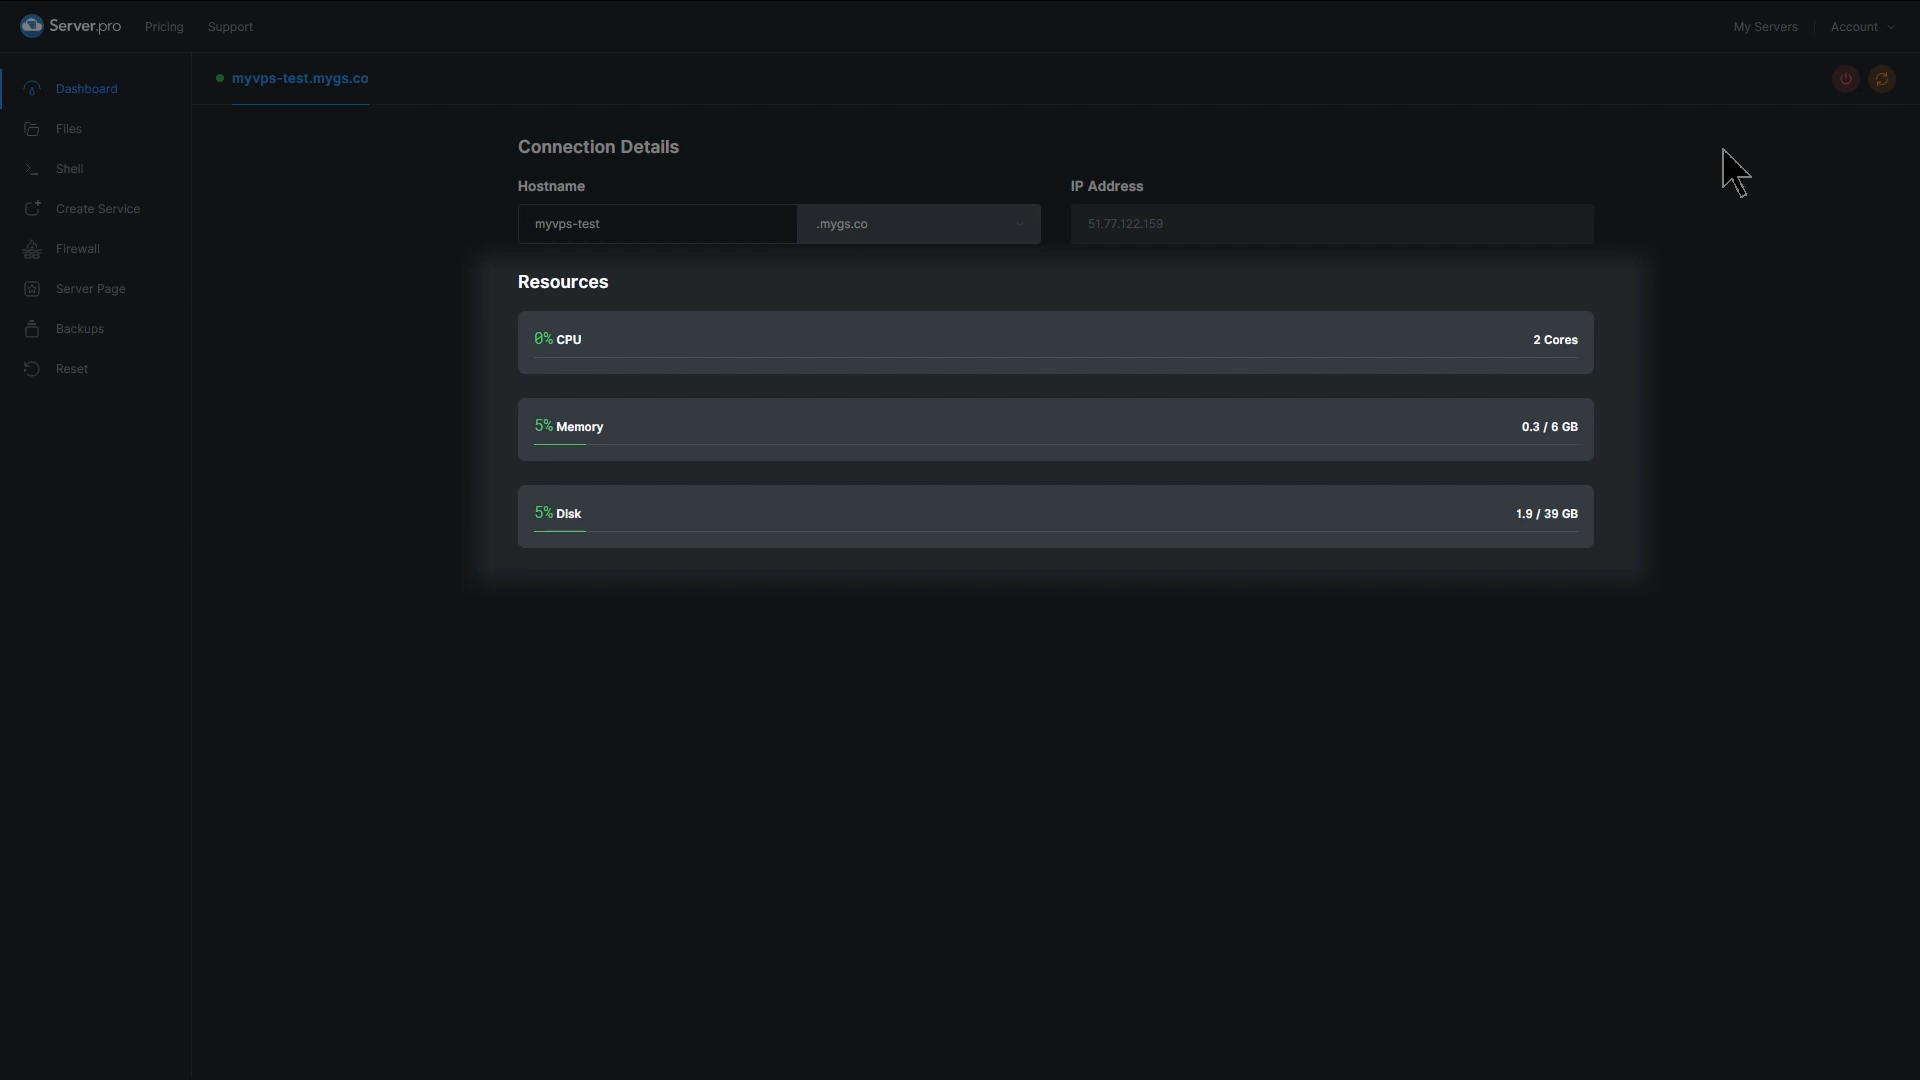 Server.pro
Pricing
Support
My Servers
Account
Dashboard
Files
Shell
Create Service
Firewall
Server Page
Backups
Reset
myvps-test.mygs.co
Connection Details
Hostname
IP Address
myvps-test
.mygs.co
51.77.122.159
Resources
0% CPU
2 Cores
5% Memory
0.3 / 6 GB
5% Disk
1.9 / 39 GB